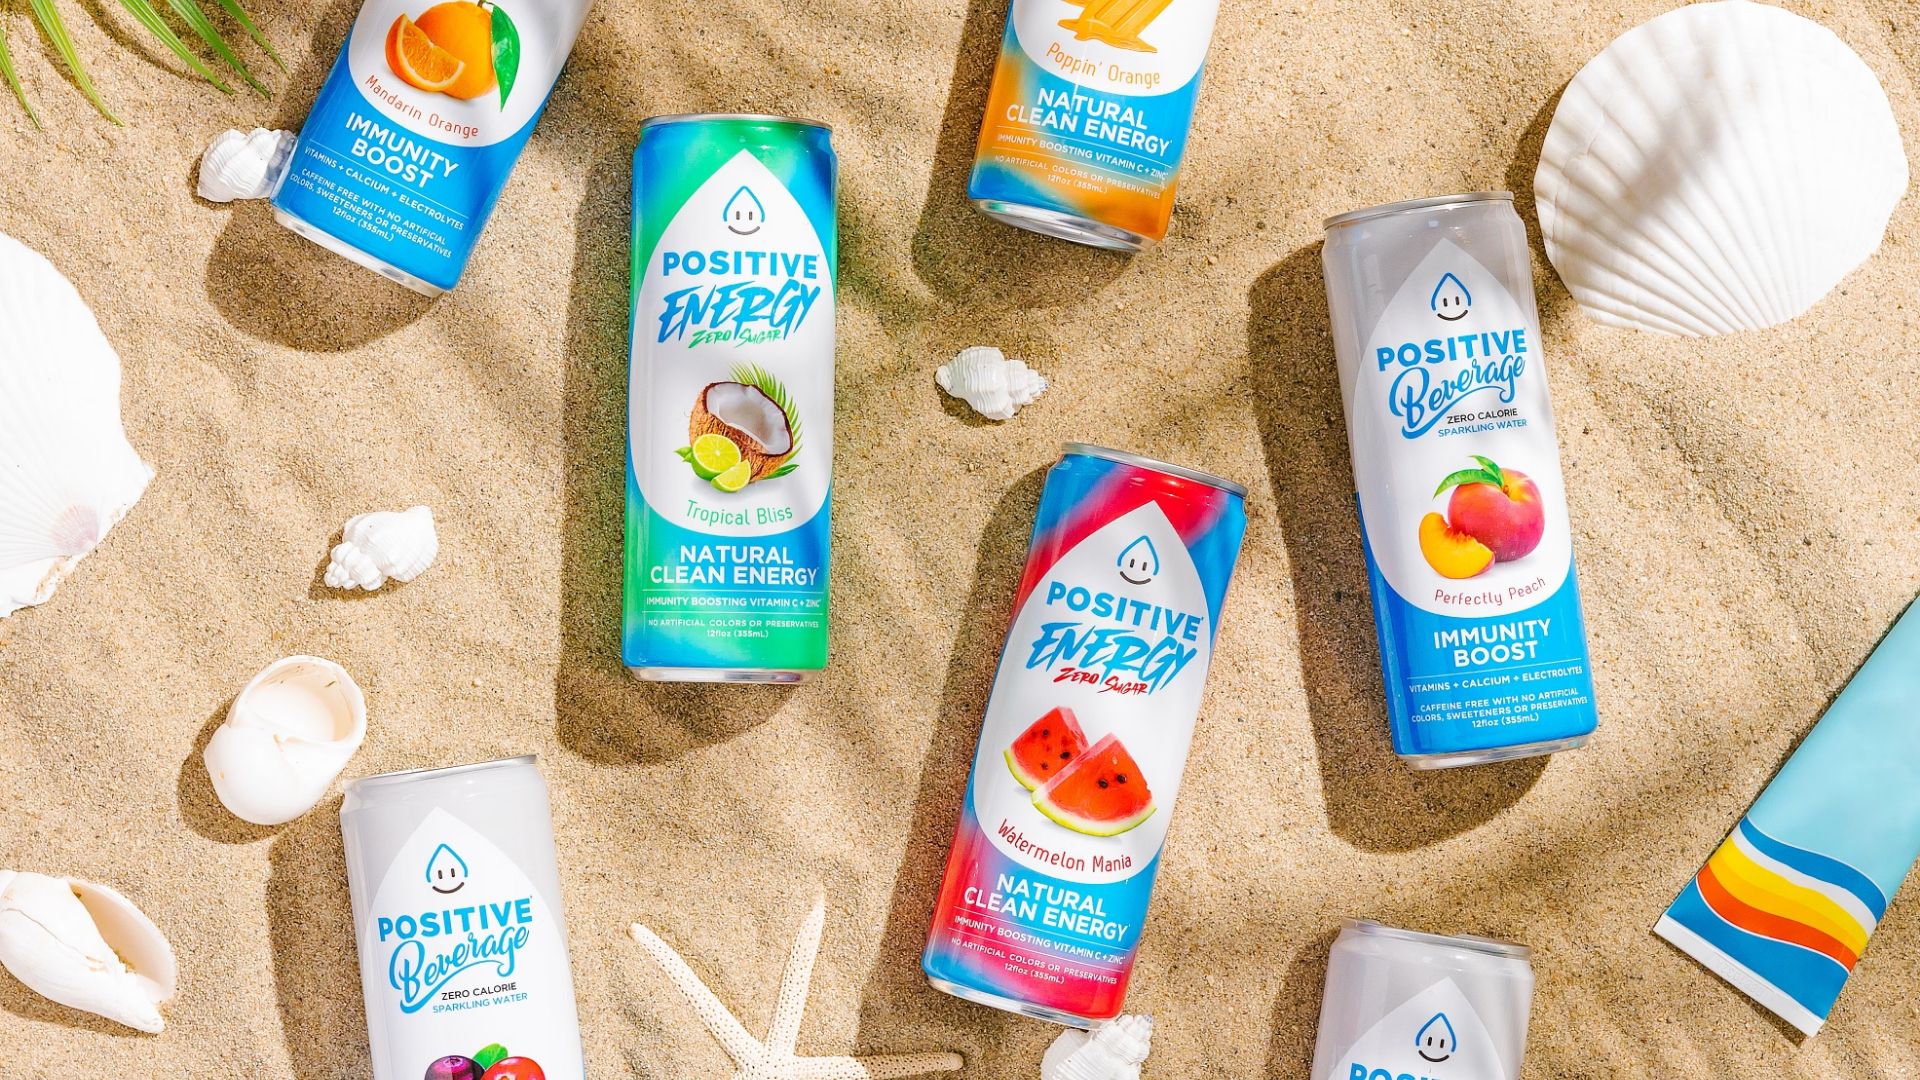 Mandarin Orange
IMMUNITY
BOOST
VITAMINS + CALCIUM + ELECTROLYTES
CAFFEINE FREE WITH NO ARTIFICIAL
COLORS, SWEETENERS OR PRESERVATIVES
12floz (355mL)
Poppin' Orange
NATURAL
CLEAN ENERGY
IMMUNITY BOOSTING VITAMIN C + ZINC
NO ARTIFICIAL COLORS OR PRESERVATIVES
12floz (355mL)
POSITIVE
ENERGY
ZERO SUGAR
Tropical Bliss
NATURAL
CLEAN ENERGY
IMMUNITY BOOSTING VITAMIN C + ZINC
NO ARTIFICIAL COLORS OR PRESERVATIVES
12floz (355mL)
POSITIVE
Beverage
ZERO CALORIE
SPARKLING WATER
Perfectly Peach
IMMUNITY
BOOST
VITAMINS + CALCIUM + ELECTROLYTES
CAFFEINE FREE WITH NO ARTIFICIAL
COLORS, SWEETENERS OR PRESERVATIVES
12floz (355mL)
POSITIVE
ENERGY
ZERO SUGAR
Watermelon Mania
NATURAL
CLEAN ENERGY
IMMUNITY BOOSTING VITAMIN C + ZINC
NO ARTIFICIAL COLORS OR PRESERVATIVES
12floz (355mL)
POSITIVE
Beverage
ZERO CALORIE
SPARKLING WATER
POSITIVE